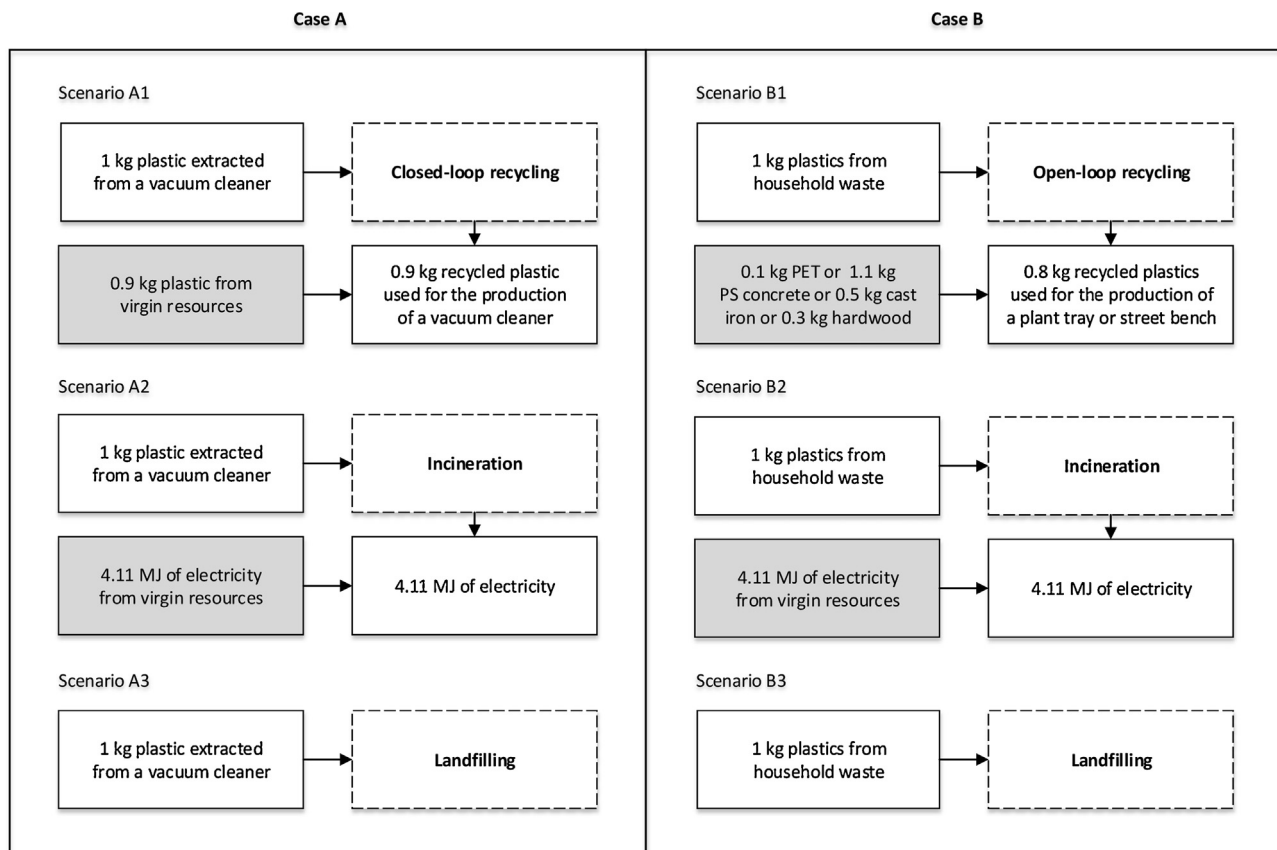 Case A
Case B
Scenario A1
1 kg plastic extracted
from a vacuum cleaner
Closed-loop recycling
0.9 kg plastic from
virgin resources
0.9 kg recycled plastic
used for the production
of a vacuum cleaner
Scenario A2
1 kg plastic extracted
from a vacuum cleaner
Incineration
4.11 MJ of electricity
from virgin resources
4.11 MJ of electricity
Scenario A3
1 kg plastic extracted
from a vacuum cleaner
Landfilling
Scenario B1
1 kg plastics from
household waste
Open-loop recycling
0.1 kg PET or 1.1 kg
PS concrete or 0.5 kg cast
iron or 0.3 kg hardwood
0.8 kg recycled plastics
used for the production of
a plant tray or street bench
Scenario B2
1 kg plastics from
household waste
Incineration
4.11 MJ of electricity
from virgin resources
4.11 MJ of electricity
Scenario B3
1 kg plastics from
household waste
Landfilling